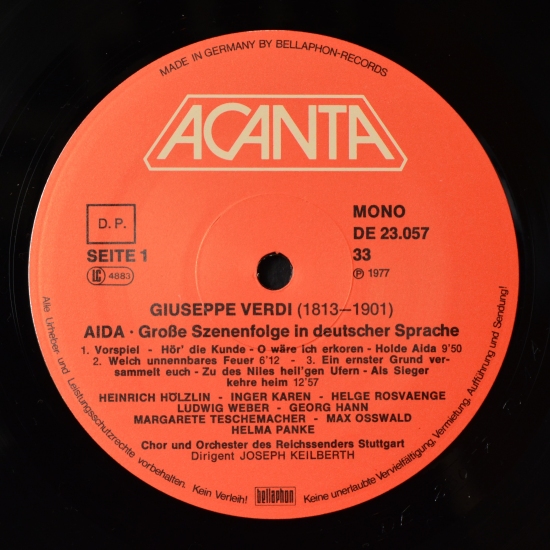 MADE IN GERMANY BY BELLAPHON-RECORDS
ACANTA
D. P.
SEITE 1
LC 4883
MONO
DE 23.057
33
Ⓟ 1977
GIUSEPPE VERDI (1813—1901)
AIDA · Große Szenenfolge in deutscher Sprache
1. Vorspiel - Hör' die Kunde - O wäre ich erkoren - Holde Aida 9'50
2. Welch unnennbares Feuer 6'12 - 3. Ein ernster Grund ver-
sammelt euch - Zu des Niles heil'gen Ufern - Als Sieger
kehre heim 12'57
HEINRICH HÖLZLIN - INGER KAREN - HELGE ROSVAENGE
LUDWIG WEBER - GEORG HANN
MARGARETE TESCHEMACHER - MAX OSSWALD
HELMA PANKE
Chor und Orchester des Reichssenders Stuttgart
Dirigent JOSEPH KEILBERTH
Alle Urheber und Leistungsschutzrechte vorbehalten. Kein Verleih!
bellaphon
Keine unerlaubte Vervielfältigung, Vermietung, Aufführung und Sendung!